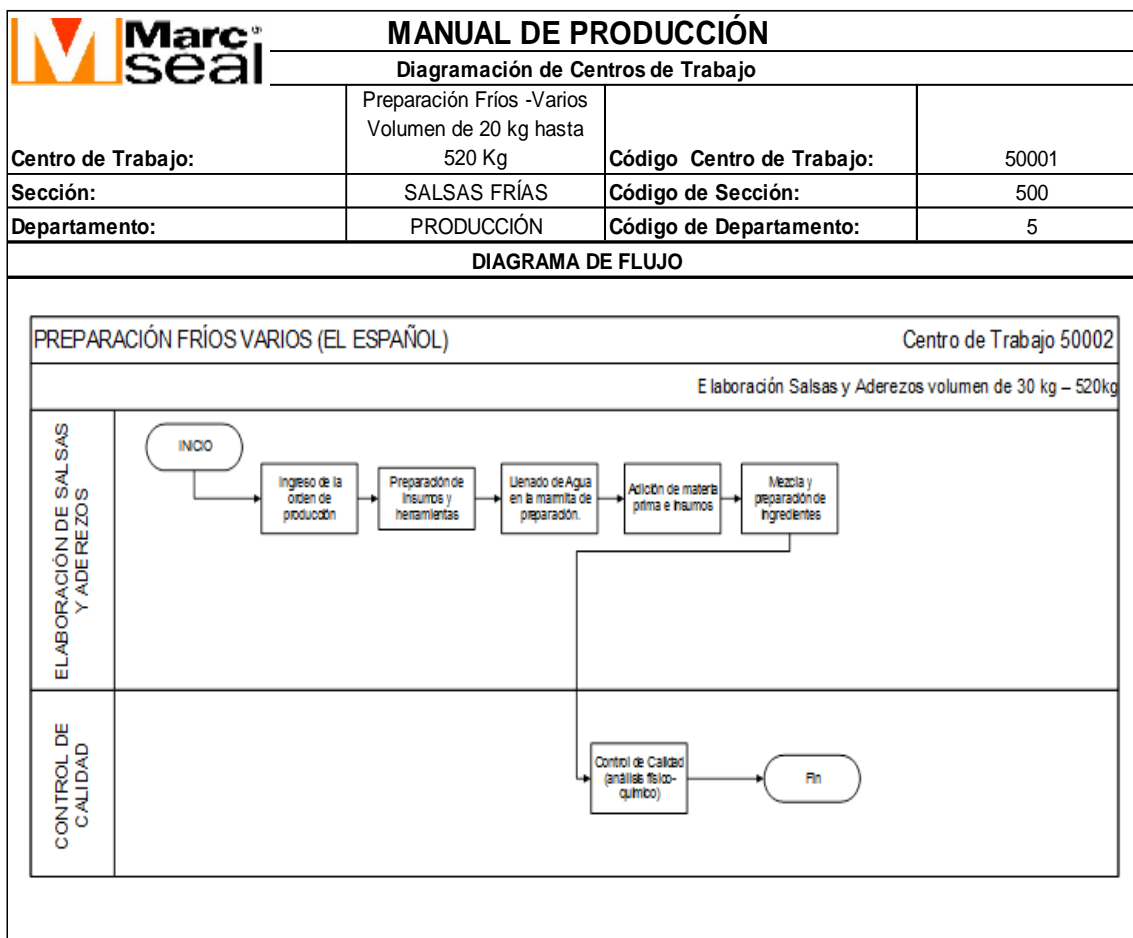 Marc®
seal
MANUAL DE PRODUCCIÓN
Diagramación de Centros de Trabajo
Centro de Trabajo:
Preparación Fríos -Varios
Volumen de 20 kg hasta
520 Kg
Código Centro de Trabajo:
50001
Sección:
SALSAS FRÍAS
Código de Sección:
500
Departamento:
PRODUCCIÓN
Código de Departamento:
5
DIAGRAMA DE FLUJO
PREPARACIÓN FRÍOS VARIOS (EL ESPAÑOL)
Centro de Trabajo 50002
Elaboración Salsas y Aderezos volumen de 30 kg – 520kg
ELABORACIÓN DE SALSAS
Y ADEREZOS
INICIO
Ingreso de la
orden de
producción
Preparación de
Insumos y
herramientas
Llenado de Agua
en la marmita de
preparación.
Adición de materia
prima e Insumos
Mezcla y
preparación de
Ingredientes
CONTROL DE
CALIDAD
Control de Calidad
(análisis físico-
químico)
Fin